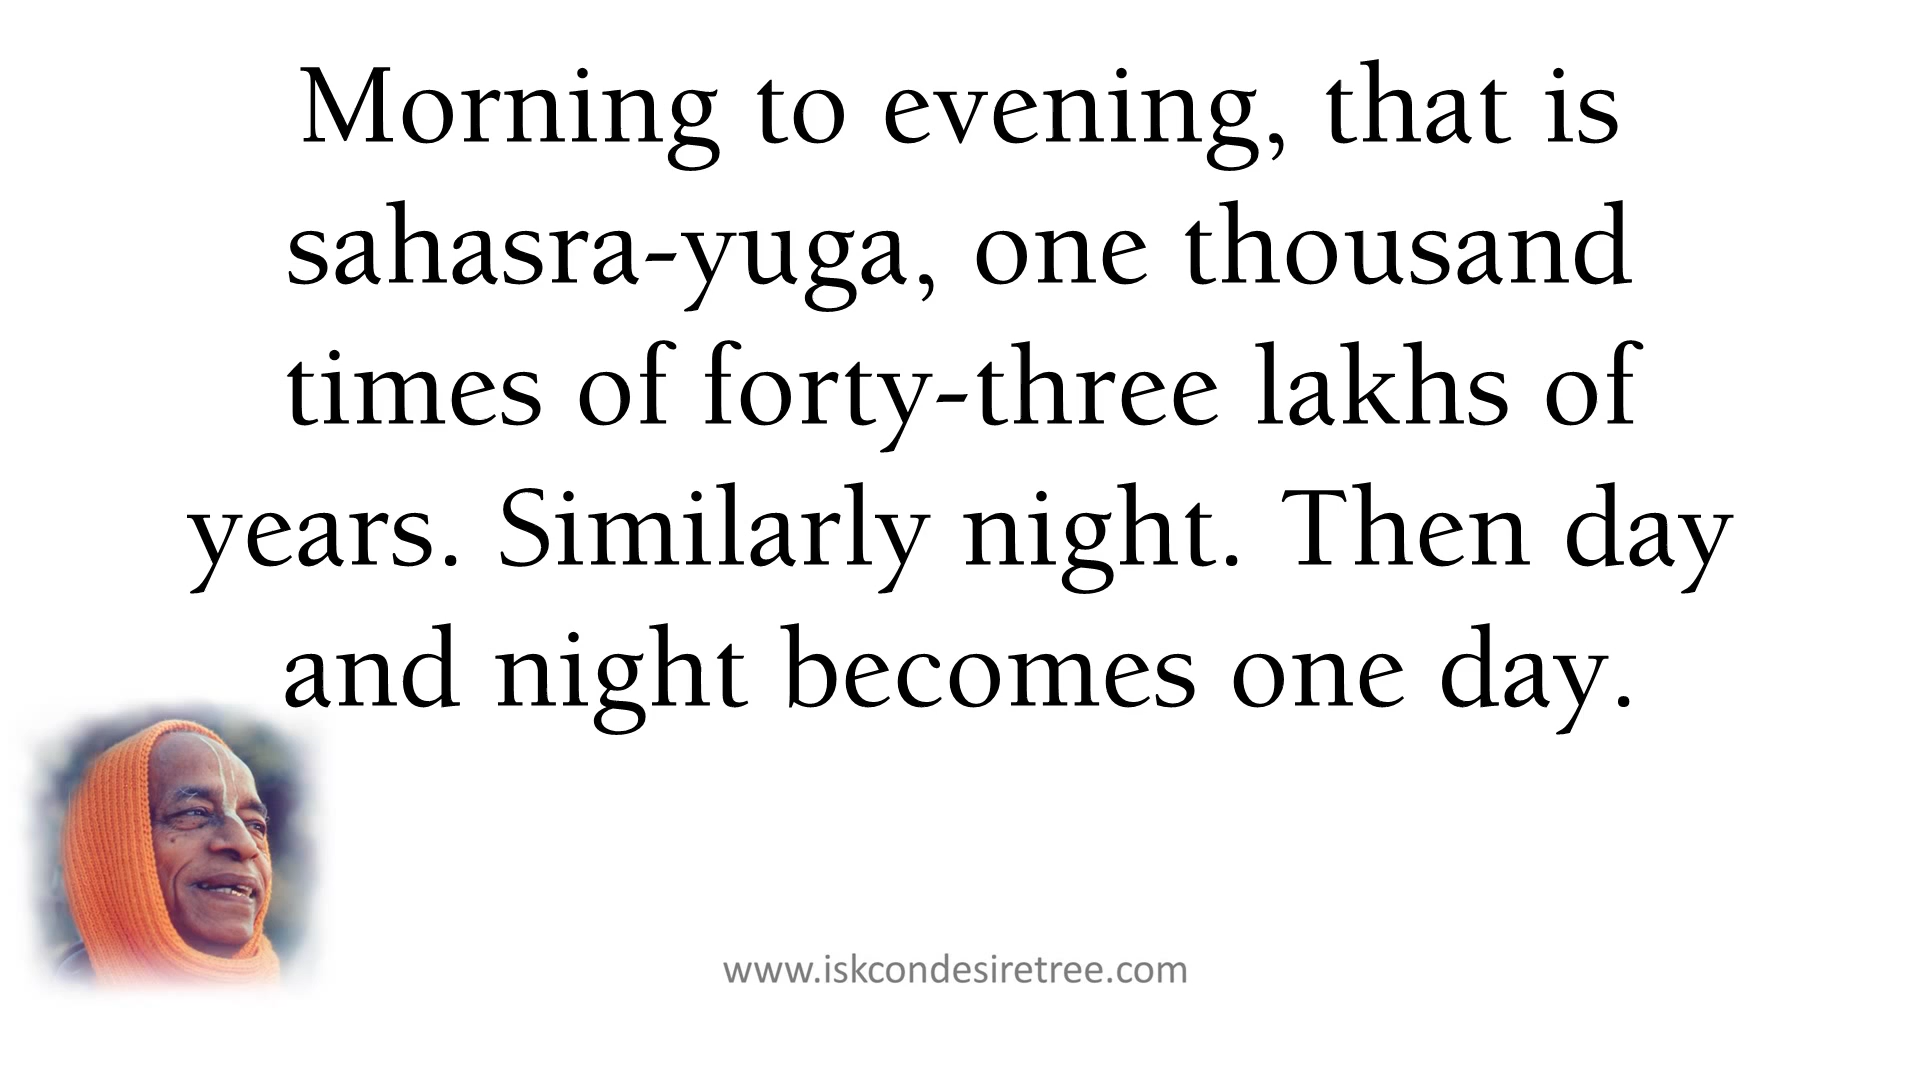 Morning to evening, that is
sahasra-yuga, one thousand
times of forty-three lakhs of
years. Similarly night. Then day
and night becomes one day.
www.iskcondesiretree.com